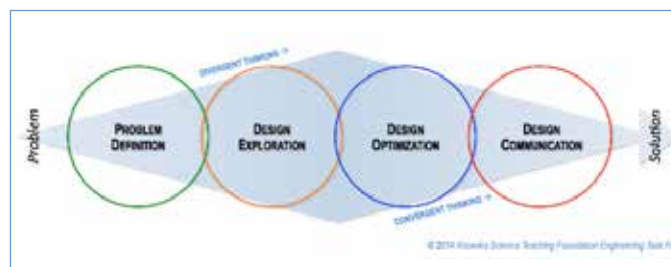 DIVERGENT THINKING →
Problem
PROBLEM
DEFINITION
DESIGN
EXPLORATION
DESIGN
OPTIMIZATION
DESIGN
COMMUNICATION
Solution
CONVERGENT THINKING →
© 2014 Knowles Science Teaching Foundation Engineering Task